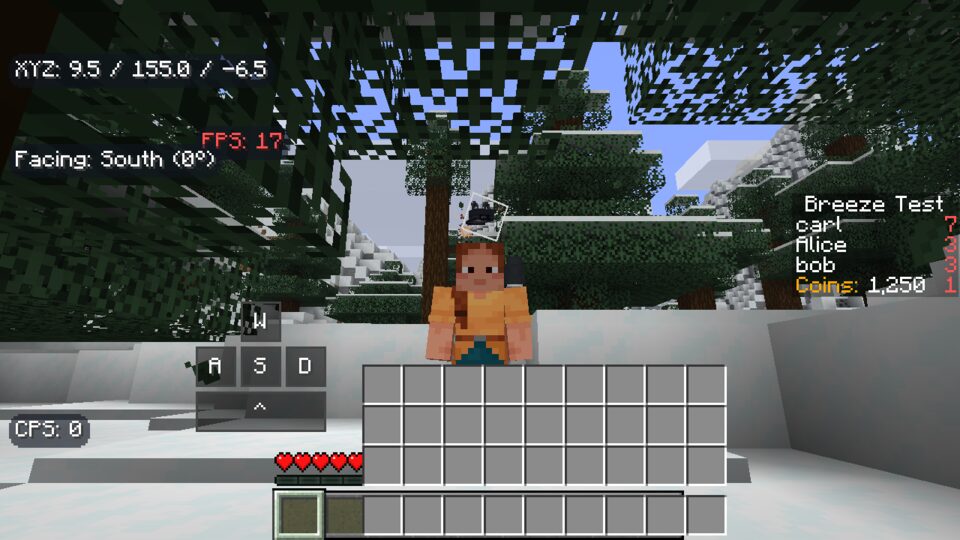 XYZ: 9.5 / 155.0 / -6.5
FPS: 17
Facing: South (0°)
Breeze Test
carl 7
Alice 3
bob 3
Coins: 1,250 1
W
A S D
^
CPS: 0